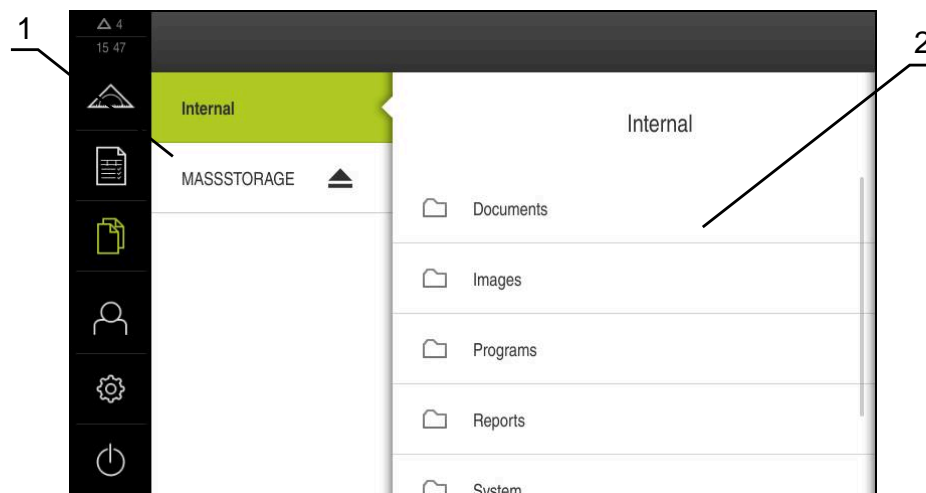 1
2
4
15 47
Internal
MASSSTORAGE
Internal
Documents
Images
Programs
Reports
System